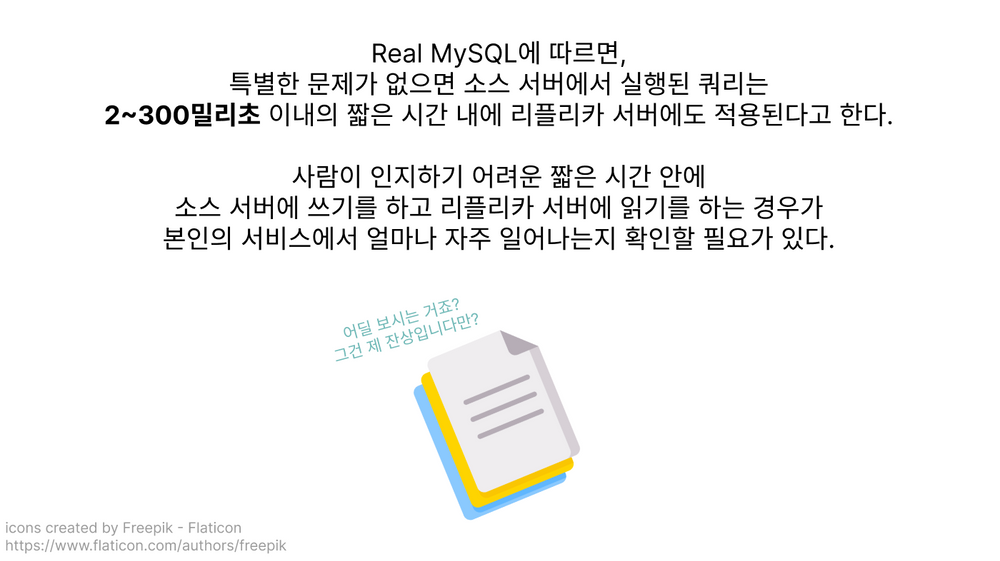 Real MySQL에 따르면,
특별한 문제가 없으면 소스 서버에서 실행된 쿼리는
2~300밀리초 이내의 짧은 시간 내에 리플리카 서버에도 적용된다고 한다.
사람이 인지하기 어려운 짧은 시간 안에
소스 서버에 쓰기를 하고 리플리카 서버에 읽기를 하는 경우가
본인의 서비스에서 얼마나 자주 일어나는지 확인할 필요가 있다.
어딜 보시는 거죠?
그건 제 잔상입니다만?
icons created by Freepik - Flaticon
https://www.flaticon.com/authors/freepik